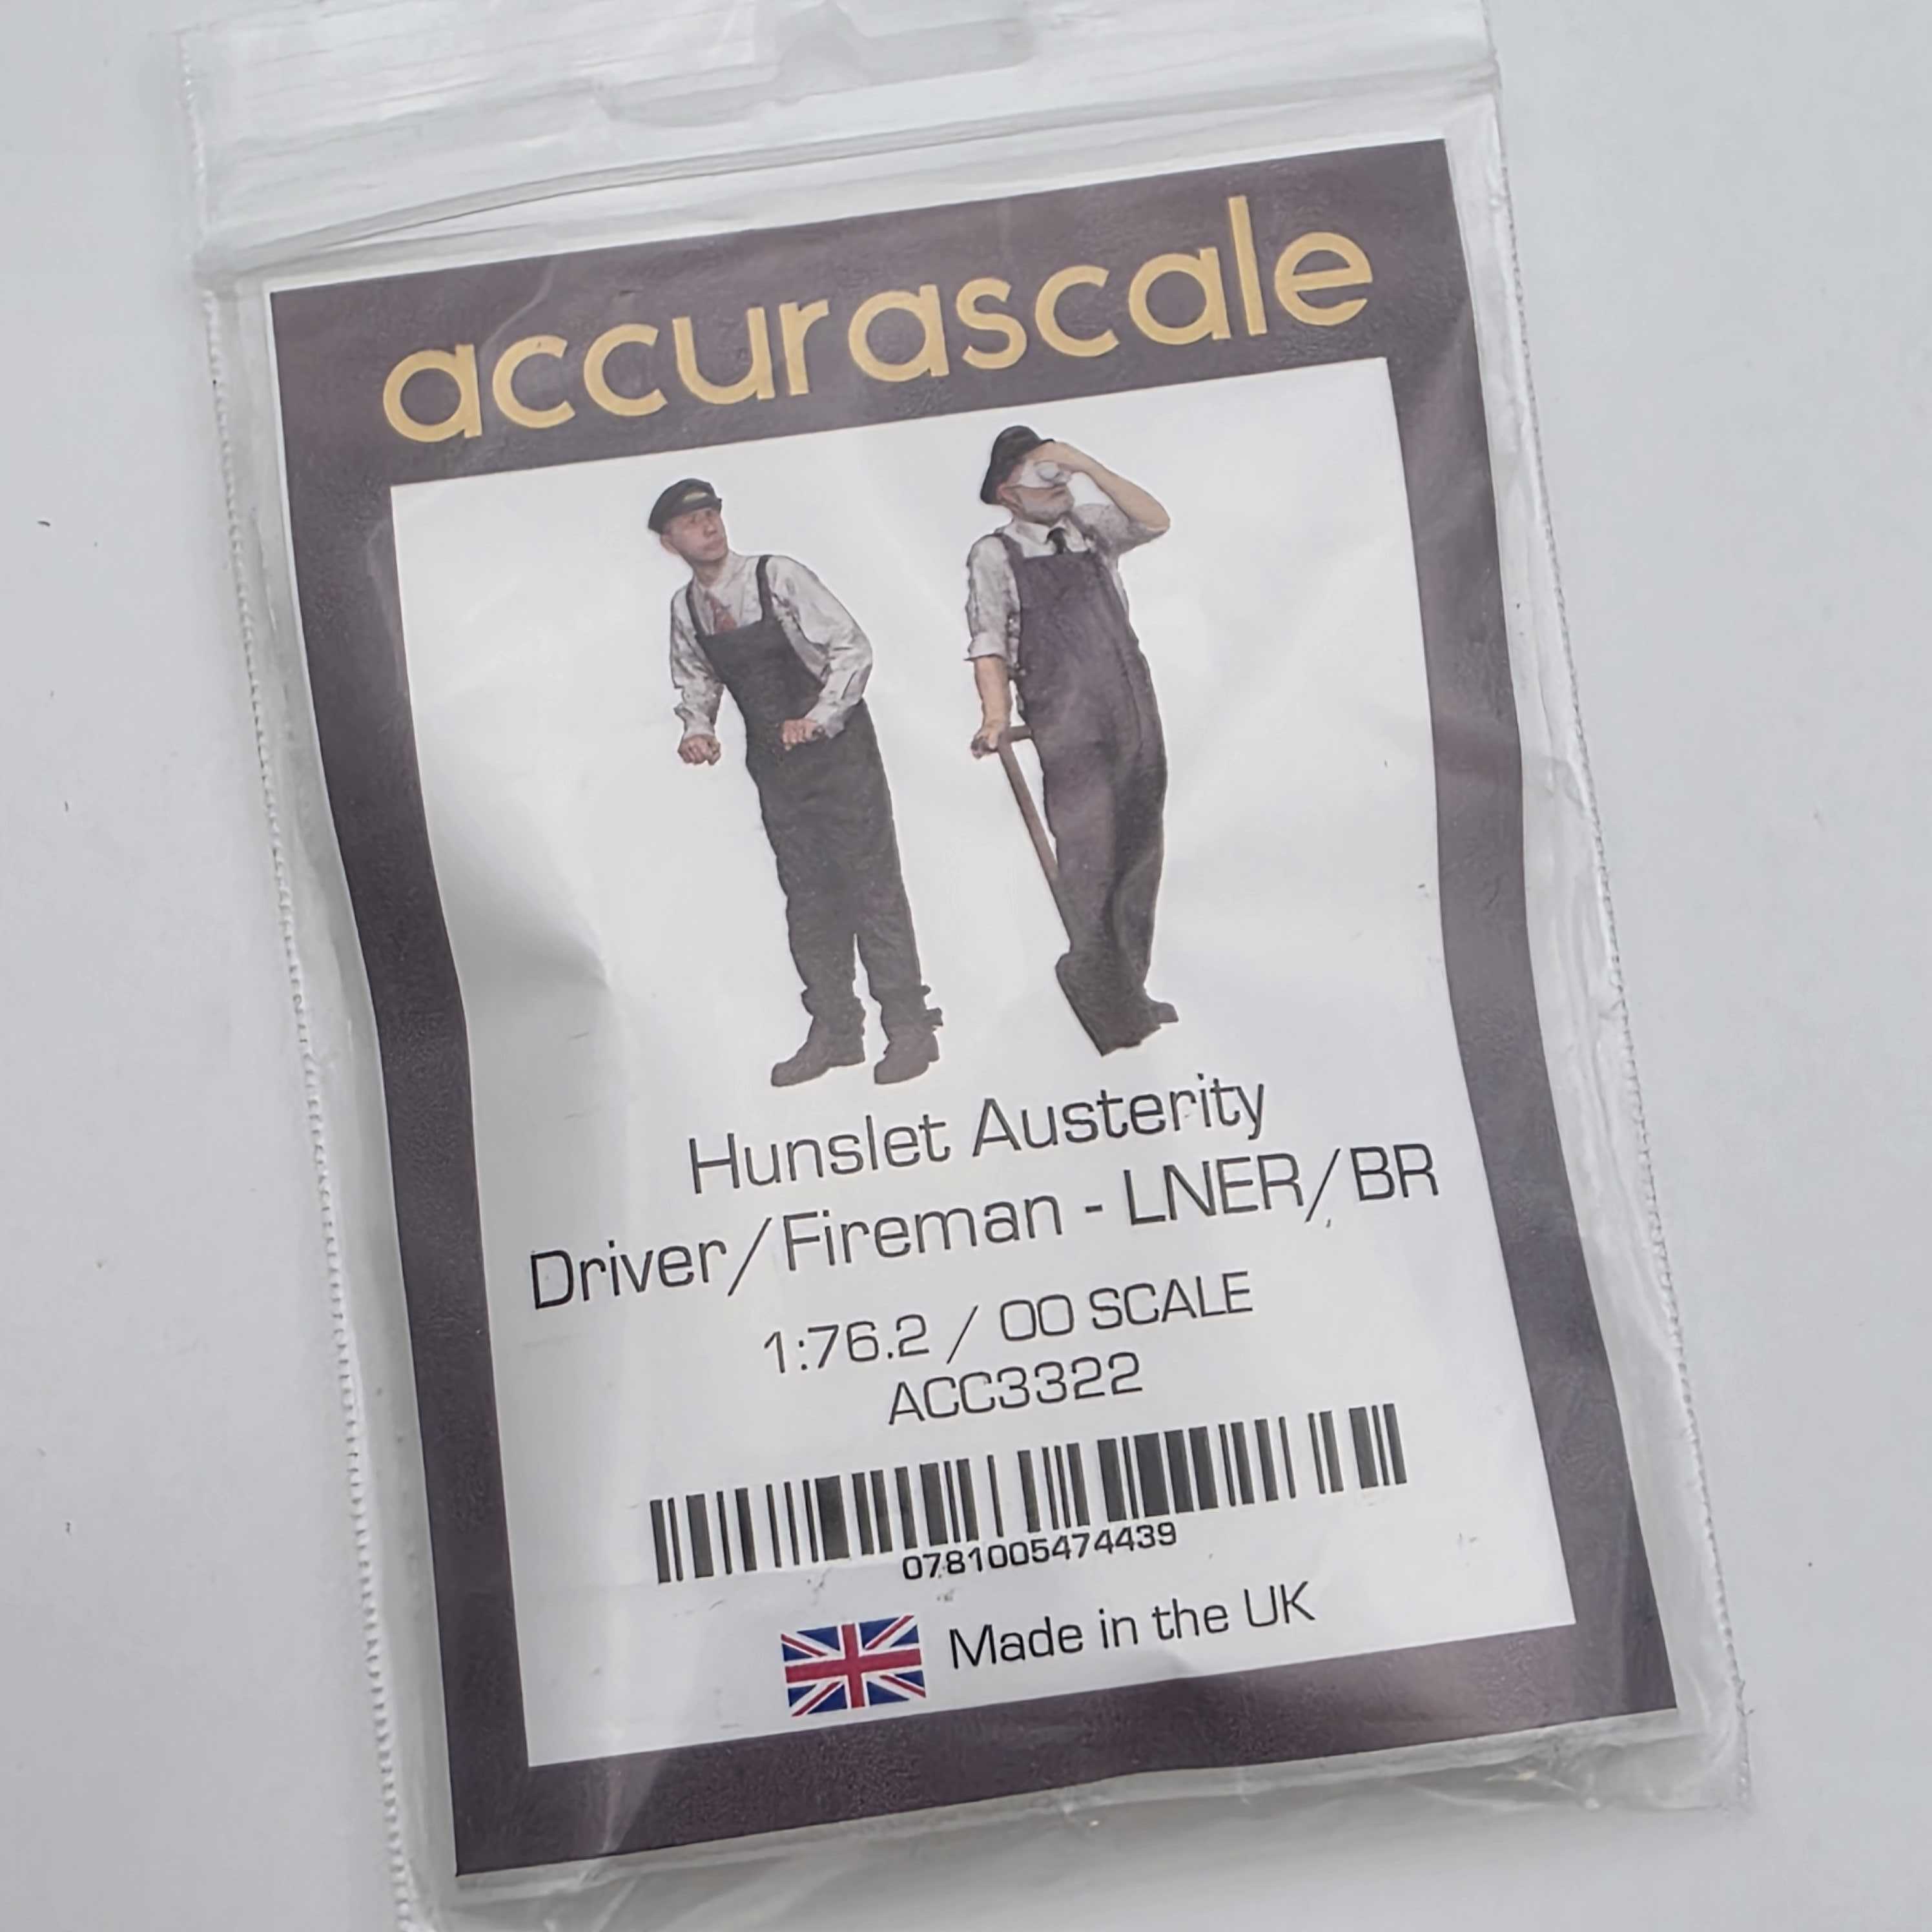 accurascale
Hunslet Austerity
Driver/Fireman - LNER/BR
1:76.2 / OO SCALE
ACC3322
0781005474439
Made in the UK